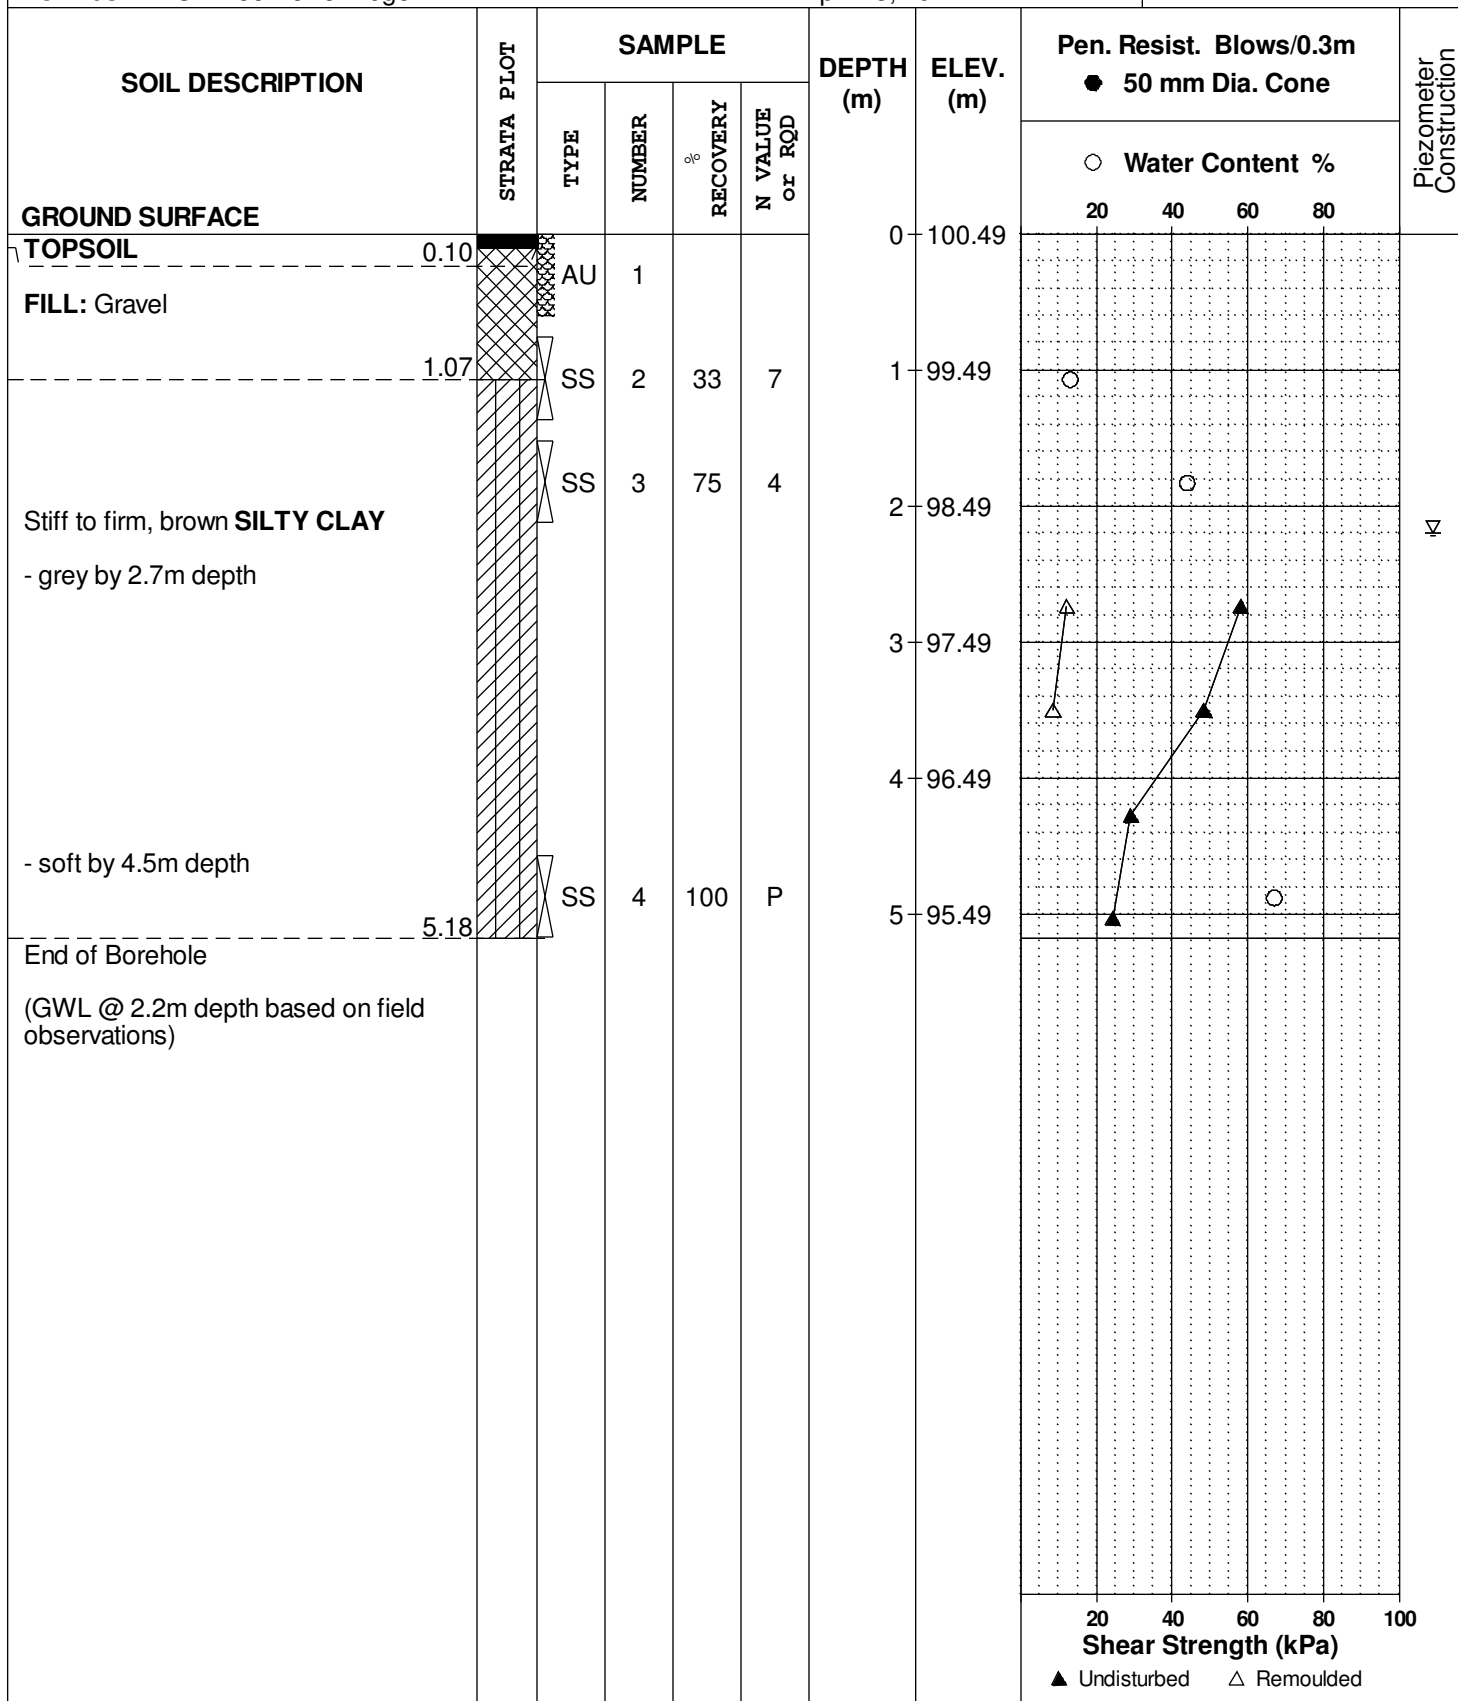 SOIL DESCRIPTION
STRATA PLOT
SAMPLE
TYPE
NUMBER
% RECOVERY
N VALUE
or RQD
DEPTH
(m)
ELEV.
(m)
Pen. Resist. Blows/0.3m
● 50 mm Dia. Cone
○ Water Content %
20 40 60 80
Piezometer
Construction
GROUND SURFACE
0 100.49
TOPSOIL 0.10
AU 1
FILL: Gravel
1.07
SS 2 33 7
1 99.49
SS 3 75 4
2 98.49
Stiff to firm, brown SILTY CLAY
- grey by 2.7m depth
3 97.49
4 96.49
- soft by 4.5m depth
SS 4 100 P
5 95.49
5.18
End of Borehole
(GWL @ 2.2m depth based on field
observations)
20 40 60 80 100
Shear Strength (kPa)
▲ Undisturbed △ Remoulded